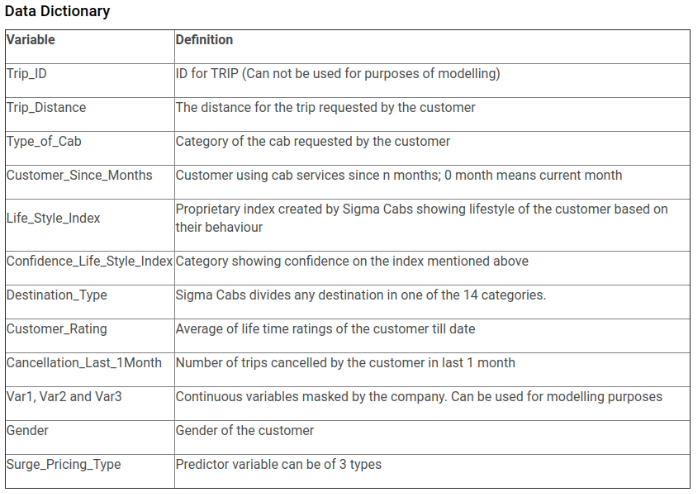 Data Dictionary
Variable Definition
Trip_ID ID for TRIP (Can not be used for purposes of modelling)
Trip_Distance The distance for the trip requested by the customer
Type_of_Cab Category of the cab requested by the customer
Customer_Since_Months Customer using cab services since n months; 0 month means current month
Life_Style_Index Proprietary index created by Sigma Cabs showing lifestyle of the customer based on
their behaviour
Confidence_Life_Style_Index Category showing confidence on the index mentioned above
Destination_Type Sigma Cabs divides any destination in one of the 14 categories.
Customer_Rating Average of life time ratings of the customer till date
Cancellation_Last_1Month Number of trips cancelled by the customer in last 1 month
Var1, Var2 and Var3 Continuous variables masked by the company. Can be used for modelling purposes
Gender Gender of the customer
Surge_Pricing_Type Predictor variable can be of 3 types